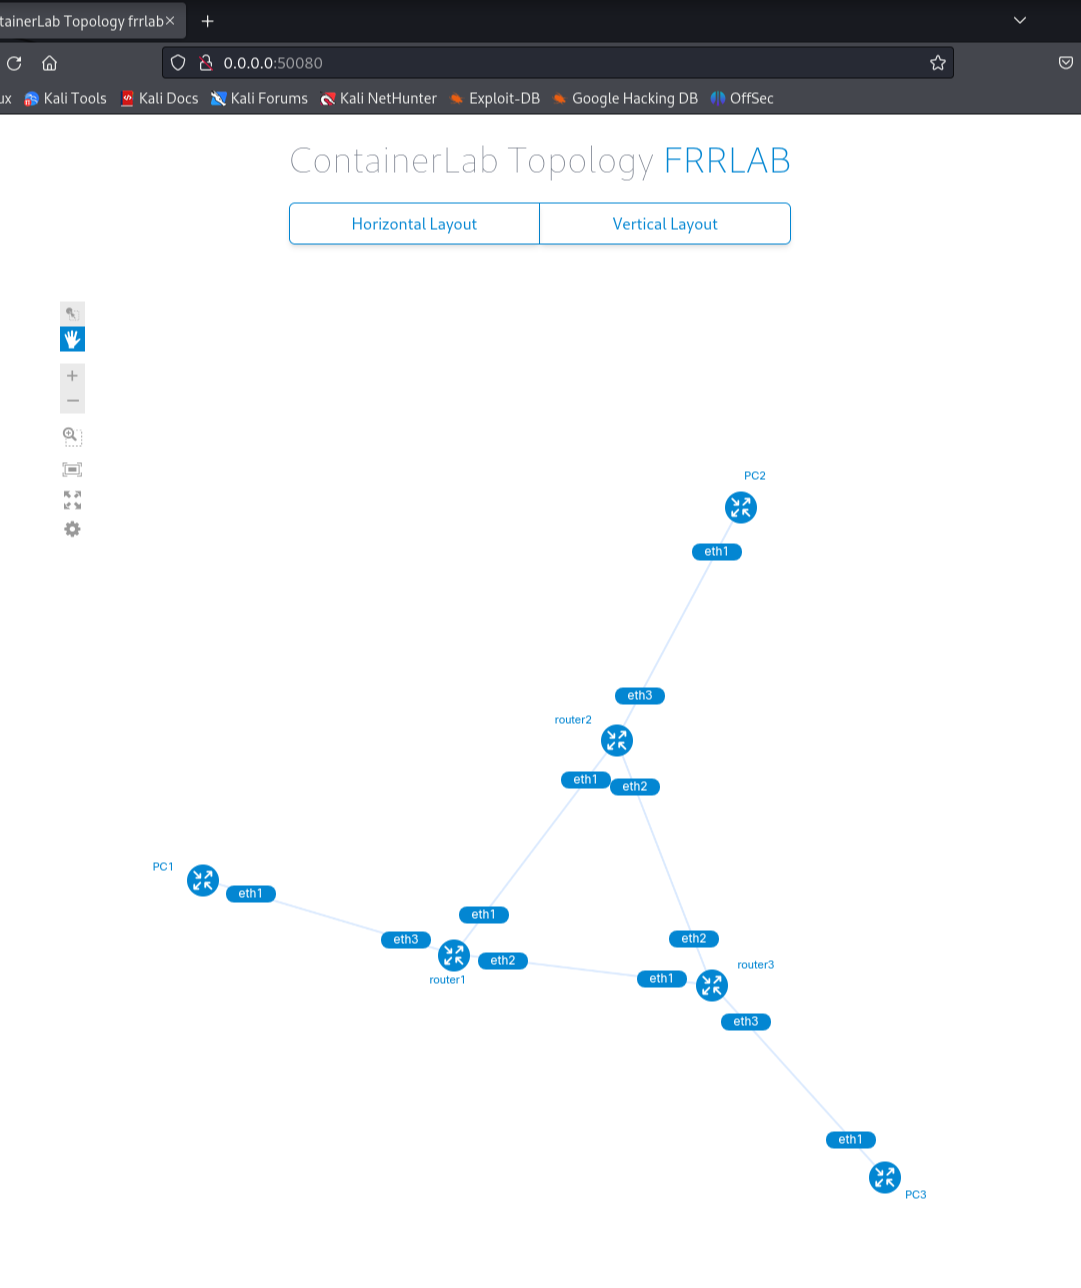 tainerLab Topology frrlab
0.0.0.0:50080
ux Kali Tools Kali Docs Kali Forums Kali NetHunter Exploit-DB Google Hacking DB OffSec
ContainerLab Topology FRRLAB
Horizontal Layout Vertical Layout
PC2
eth1
eth3
router2
eth1 eth2
PC1
eth1
eth1
eth3
eth2
router1
eth2
router3
eth1
eth3
eth1
PC3